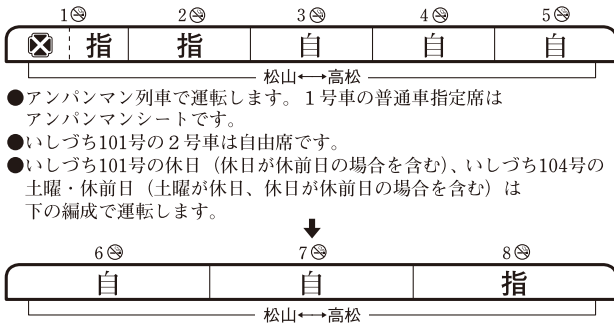 1 2 3 4 5
指 指 自 自 自
松山←→高松
●アンパンマン列車で運転します。1号車の普通車指定席は
アンパンマンシートです。
●いしづち101号の2号車は自由席です。
●いしづち101号の休日（休日が休前日の場合を含む）、いしづち104号の
土曜・休前日（土曜が休日、休日が休前日の場合を含む）は
下の編成で運転します。
6 7 8
自 自 指
松山←→高松